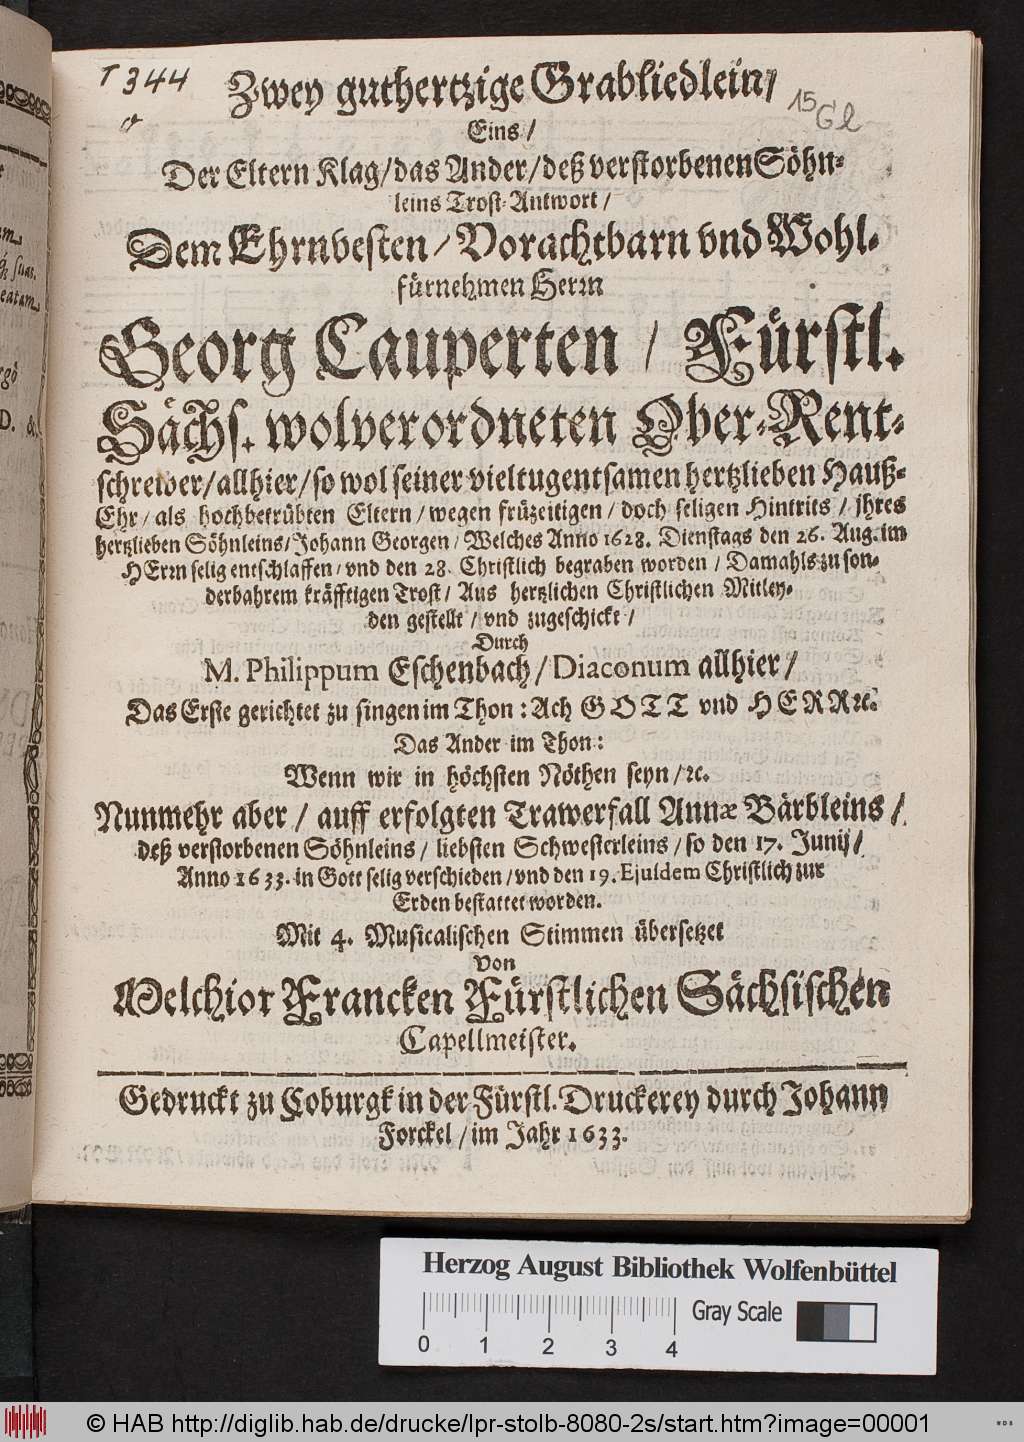 T 344
15
Gl
Zwey guthertzige Grabliedlein/
Eins/
Der Eltern Klag/das Ander/deß verstorbenen Söhn-
leins Trost-Antwort/
Dem Ehrnvesten/Vorachtbarn vnd Wohl-
fürnehmen Herrn
Georg Cauperten/Fürstl.
Sächs. wolverordneten Ober-Rent-
schreiber/allhier/so wol seiner vieltugentsamen hertzlieben Hauß-
Ehr/als hochbetrübten Eltern/wegen früzeitigen/doch seligen Hintrits/ihres
hertzlieben Söhnleins/Johann Georgen/Welches Anno 1628. Dienstags den 26. Aug. im
HErrn selig entschlaffen/vnd den 28. Christlich begraben worden/Damahls zu son-
derbahrem kräfftigen Trost/Aus hertzlichen Christlichen Mitley-
den gestellt/vnd zugeschickt/
Durch
M. Philippum Eschenbach/Diaconum allhier/
Das Erste gerichtet zu singen im Thon: Ach GOTT vnd HERR ꝛc.
Das Ander im Thon:
Wenn wir in höchsten Nöthen seyn/ꝛc.
Nunmehr aber/auff erfolgten Trawerfall Annæ Bärbleins/
deß verstorbenen Söhnleins/liebsten Schwesterleins/so den 17. Junij/
Anno 1633. in Gott selig verschieden/vnd den 19. Ejusdem Christlich zur
Erden bestattet worden.
Mit 4. Musicalischen Stimmen übersetzet
von
Melchior Francken Fürstlichen Sächsischen
Capellmeister.
Gedruckt zu Coburgk in der Fürstl. Druckerey durch Johann
Forckel/im Jahr 1633.
Herzog August Bibliothek Wolfenbüttel
0 1 2 3 4
Gray Scale
© HAB http://diglib.hab.de/drucke/lpr-stolb-8080-2s/start.htm?image=00001